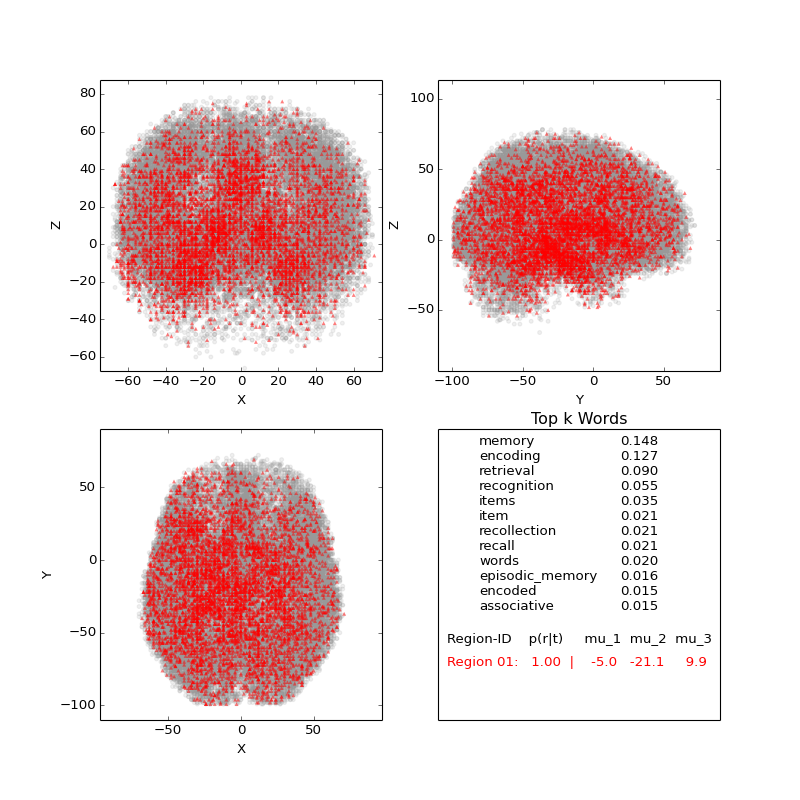 80
60
40
20
0
−20
−40
−60
Z
−60 −40 −20 0 20 40 60
X
100
50
0
−50
Z
−100 −50 0 50
Y
50
0
−50
−100
Y
−50 0 50
X
Top k Words
memory 0.148
encoding 0.127
retrieval 0.090
recognition 0.055
items 0.035
item 0.021
recollection 0.021
recall 0.021
words 0.020
episodic_memory 0.016
encoded 0.015
associative 0.015
Region-ID p(r|t) mu_1 mu_2 mu_3
Region 01: 1.00 | -5.0 -21.1 9.9